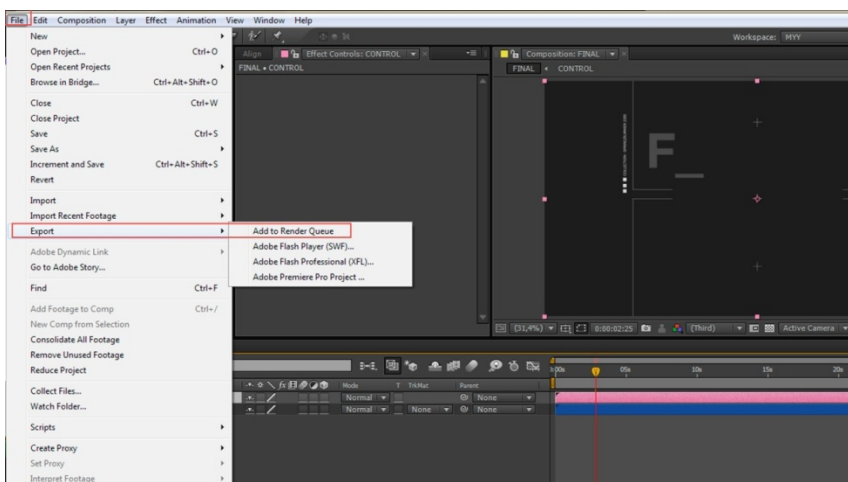 File Edit Composition Layer Effect Animation View Window Help
New
Open Project... Ctrl+O
Open Recent Projects
Browse in Bridge... Ctrl+Alt+Shift+O
Close Ctrl+W
Close Project
Save Ctrl+S
Save As
Increment and Save Ctrl+Alt+Shift+S
Revert
Import
Import Recent Footage
Export
Adobe Dynamic Link
Go to Adobe Story...
Find Ctrl+F
Add Footage to Comp Ctrl+/
New Comp from Selection
Consolidate All Footage
Remove Unused Footage
Reduce Project
Collect Files...
Watch Folder...
Scripts
Create Proxy
Set Proxy
Interpret Footage
Add to Render Queue
Adobe Flash Player (SWF)...
Adobe Flash Professional (XFL)...
Adobe Premiere Pro Project ...
Workspace: MYY
Align Effect Controls: CONTROL
FINAL • CONTROL
Composition: FINAL
FINAL CONTROL
F_
(31,4%) 0:00:02:25 (Third) Active Camera
00s 05s 10s 15s 20s
Mode T TrkMat Parent
Normal None
Normal None None